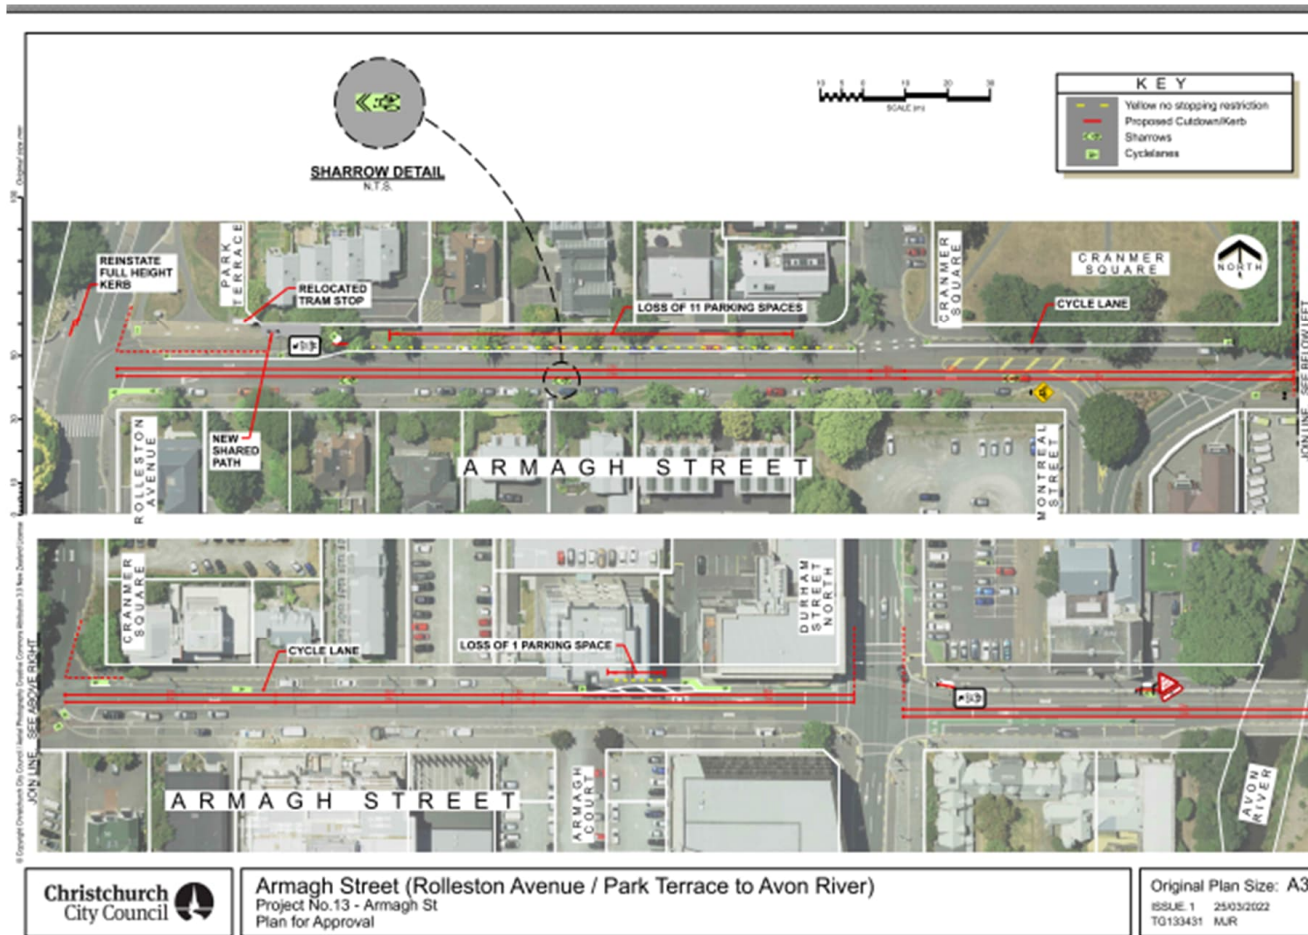 SHARROW DETAIL
N.T.S.
SCALE (m)
KEY
Yellow no stopping restriction
Proposed Cutdown/Kerb
Sharrows
Cyclelanes
REINSTATE
FULL HEIGHT
KERB
PARK
TERRACE
RELOCATED
TRAM STOP
LOSS OF 11 PARKING SPACES
CRANMER
SQUARE
CRANMER
SQUARE
NORTH
CYCLE LANE
ROLLESTON
AVENUE
NEW
SHARED
PATH
ARMAGH STREET
MONTREAL
STREET
CRANMER
SQUARE
CYCLE LANE
LOSS OF 1 PARKING SPACE
DURHAM
STREET
NORTH
JOIN LINE SEE ABOVE RIGHT
ARMAGH STREET
ARMAGH
COURT
AVON
RIVER
Christchurch
City Council
Armagh Street (Rolleston Avenue / Park Terrace to Avon River)
Project No.13 - Armagh St
Plan for Approval
Original Plan Size: A3
ISSUE. 1 25/03/2022
TG133431 MJR